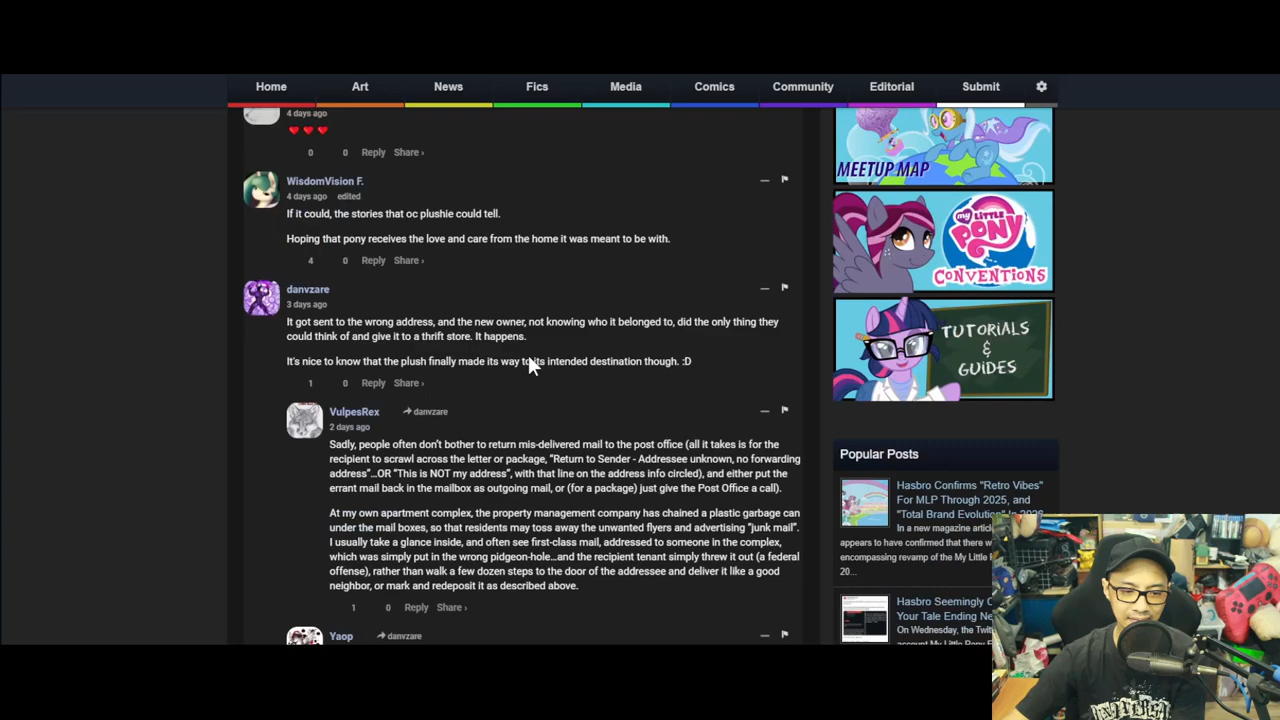 Home Art News Fics Media Comics Community Editorial Submit
4 days ago
0 0 Reply Share ›
WisdomVision F.
4 days ago edited
If it could, the stories that oc plushie could tell.
Hoping that pony receives the love and care from the home it was meant to be with.
4 0 Reply Share ›
danvzare
3 days ago
It got sent to the wrong address, and the new owner, not knowing who it belonged to, did the only thing they
could think of and give it to a thrift store. It happens.
It's nice to know that the plush finally made its way to its intended destination though. :D
1 0 Reply Share ›
VulpesRex danvzare
2 days ago
Sadly, people often don't bother to return mis-delivered mail to the post office (all it takes is for the
recipient to scrawl across the letter or package, "Return to Sender - Addressee unknown, no forwarding
address"...OR "This is NOT my address", with that line on the address info circled), and either put the
errant mail back in the mailbox as outgoing mail, or (for a package) just give the Post Office a call).
At my own apartment complex, the property management company has chained a plastic garbage can
under the mail boxes, so that residents may toss away the unwanted flyers and advertising "junk mail".
I usually take a glance inside, and often see first-class mail, addressed to someone in the complex,
which was simply put in the wrong pidgeon-hole...and the recipient tenant simply threw it out (a federal
offense), rather than walk a few dozen steps to the door of the addressee and deliver it like a good
neighbor, or mark and redeposit it as described above.
1 0 Reply Share ›
Yaop danvzare
MEETUP MAP
my LITTLE
PONY
CONVENTIONS
TUTORIALS
&
GUIDES
Popular Posts
Hasbro Confirms "Retro Vibes"
For MLP Through 2025, and
"Total Brand Evolution" In 2026
In a new magazine
appears to have confirmed that there
encompassing revamp of the My Little
20...
Hasbro Seemingly
Your Tale Ending
On Wednesday, the
account My Little Pony